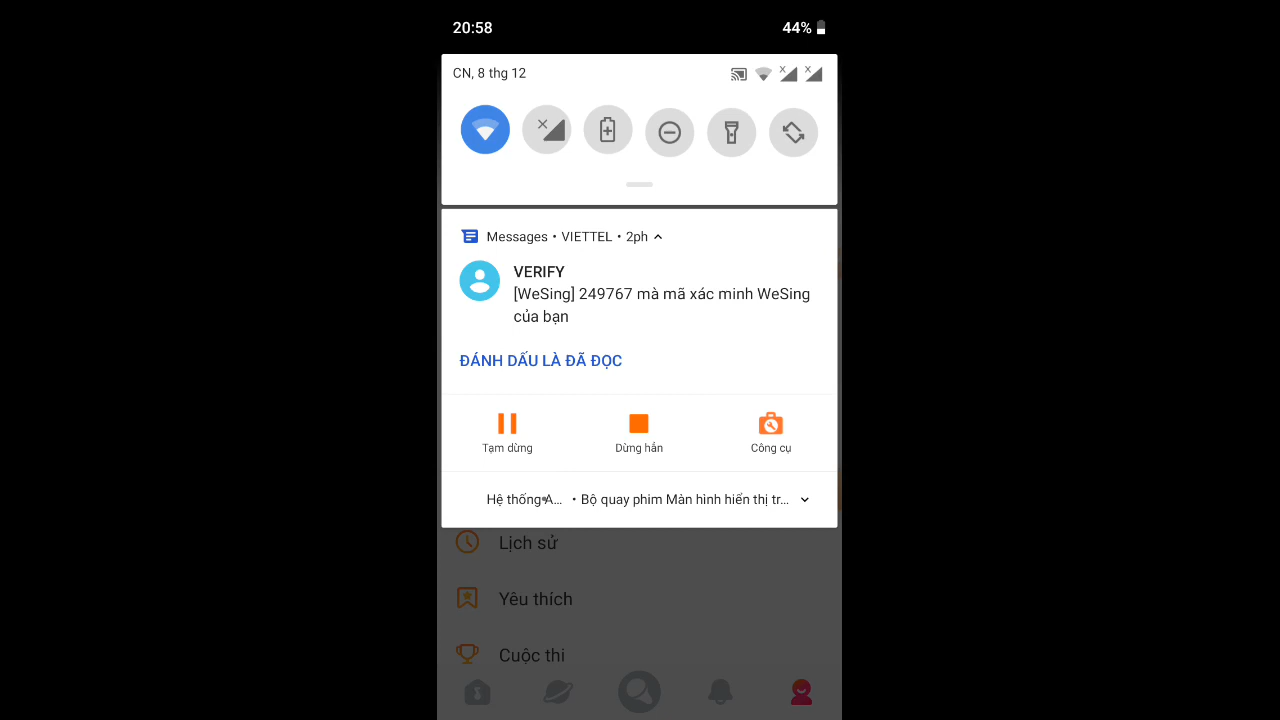 20:58
44%
CN, 8 thg 12
Messages • VIETTEL • 2ph
VERIFY
[WeSing] 249767 mà mã xác minh WeSing
của bạn
ĐÁNH DẤU LÀ ĐÃ ĐỌC
Tạm dừng
Dừng hẳn
Công cụ
Hệ thống A... • Bộ quay phim Màn hình hiển thị tr...
Lịch sử
Yêu thích
Cuộc thi